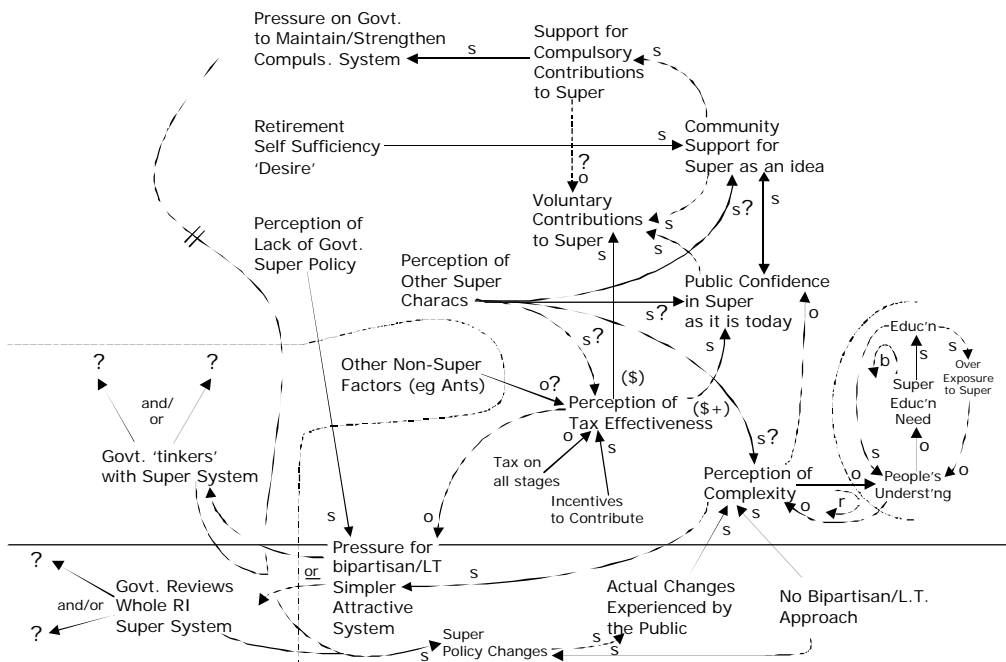 Pressure on Govt.
to Maintain/Strengthen
Compuls. System
s
Support for
Compulsory
Contributions
to Super
s
Retirement
Self Sufficiency
'Desire'
s
Community
Support for
Super as an idea
?
o
s?
s
Voluntary
Contributions
to Super
s
s
s
Perception of
Lack of Govt.
Super Policy
Perception of
Other Super
Characs
s?
Public Confidence
in Super
as it is today
o
s?
s
Educ'n
s
b
s
Over
Exposure
to Super
Super
Educ'n
Need
o
?
?
and/
or
Govt. 'tinkers'
with Super System
Other Non-Super
Factors (eg Ants)
o?
($)
($+)
Perception of
Tax Effectiveness
o
s
s?
Tax on
all stages
Incentives
to Contribute
Perception of
Complexity
o
s
o
People's
Underst'ng
r
o
s
o
s
s
Pressure for
bipartisan/LT
or
Simpler
Attractive
System
s
?
and/or
?
Govt. Reviews
Whole RI
Super System
Actual Changes
Experienced by
the Public
No Bipartisan/L.T.
Approach
s
Super
Policy Changes
s
s
s